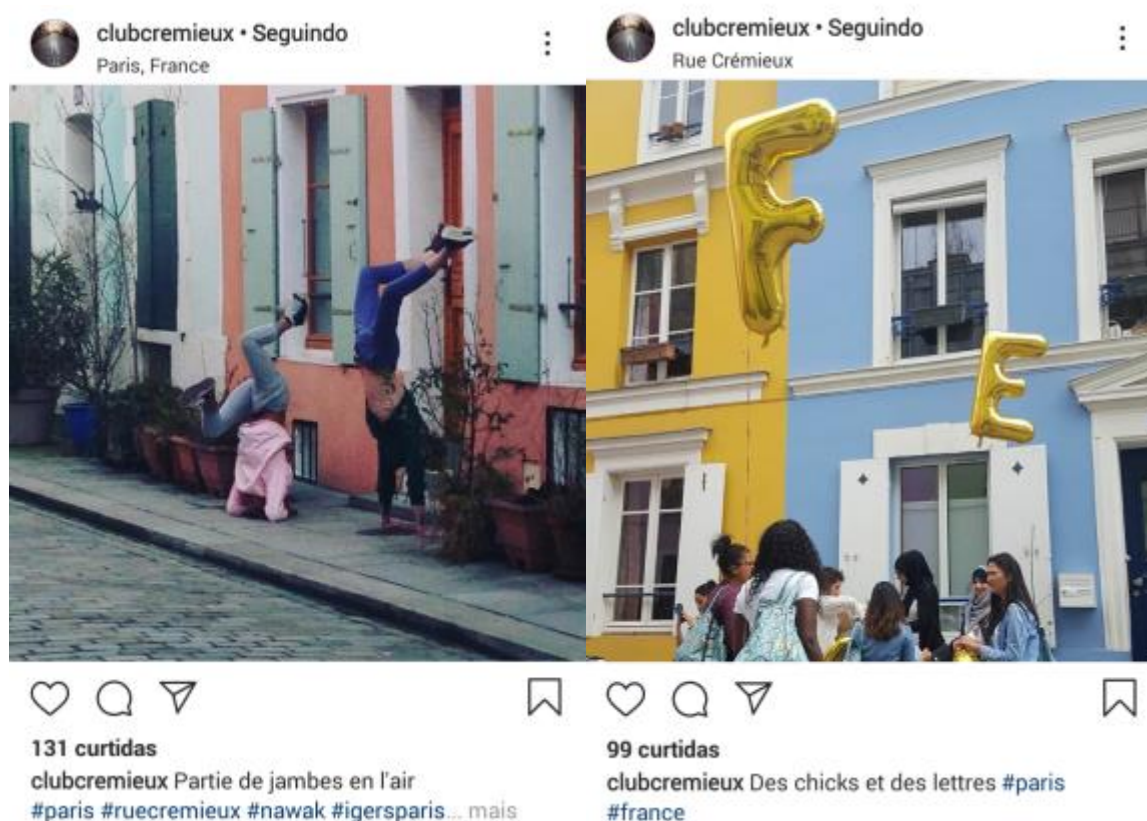 clubcremieux • Seguindo
Paris, France
131 curtidas
clubcremieux Partie de jambes en l'air
#paris #ruecremieux #nawak #igersparis... mais
clubcremieux • Seguindo
Rue Crémieux
F
E
99 curtidas
clubcremieux Des chicks et des lettres #paris
#france